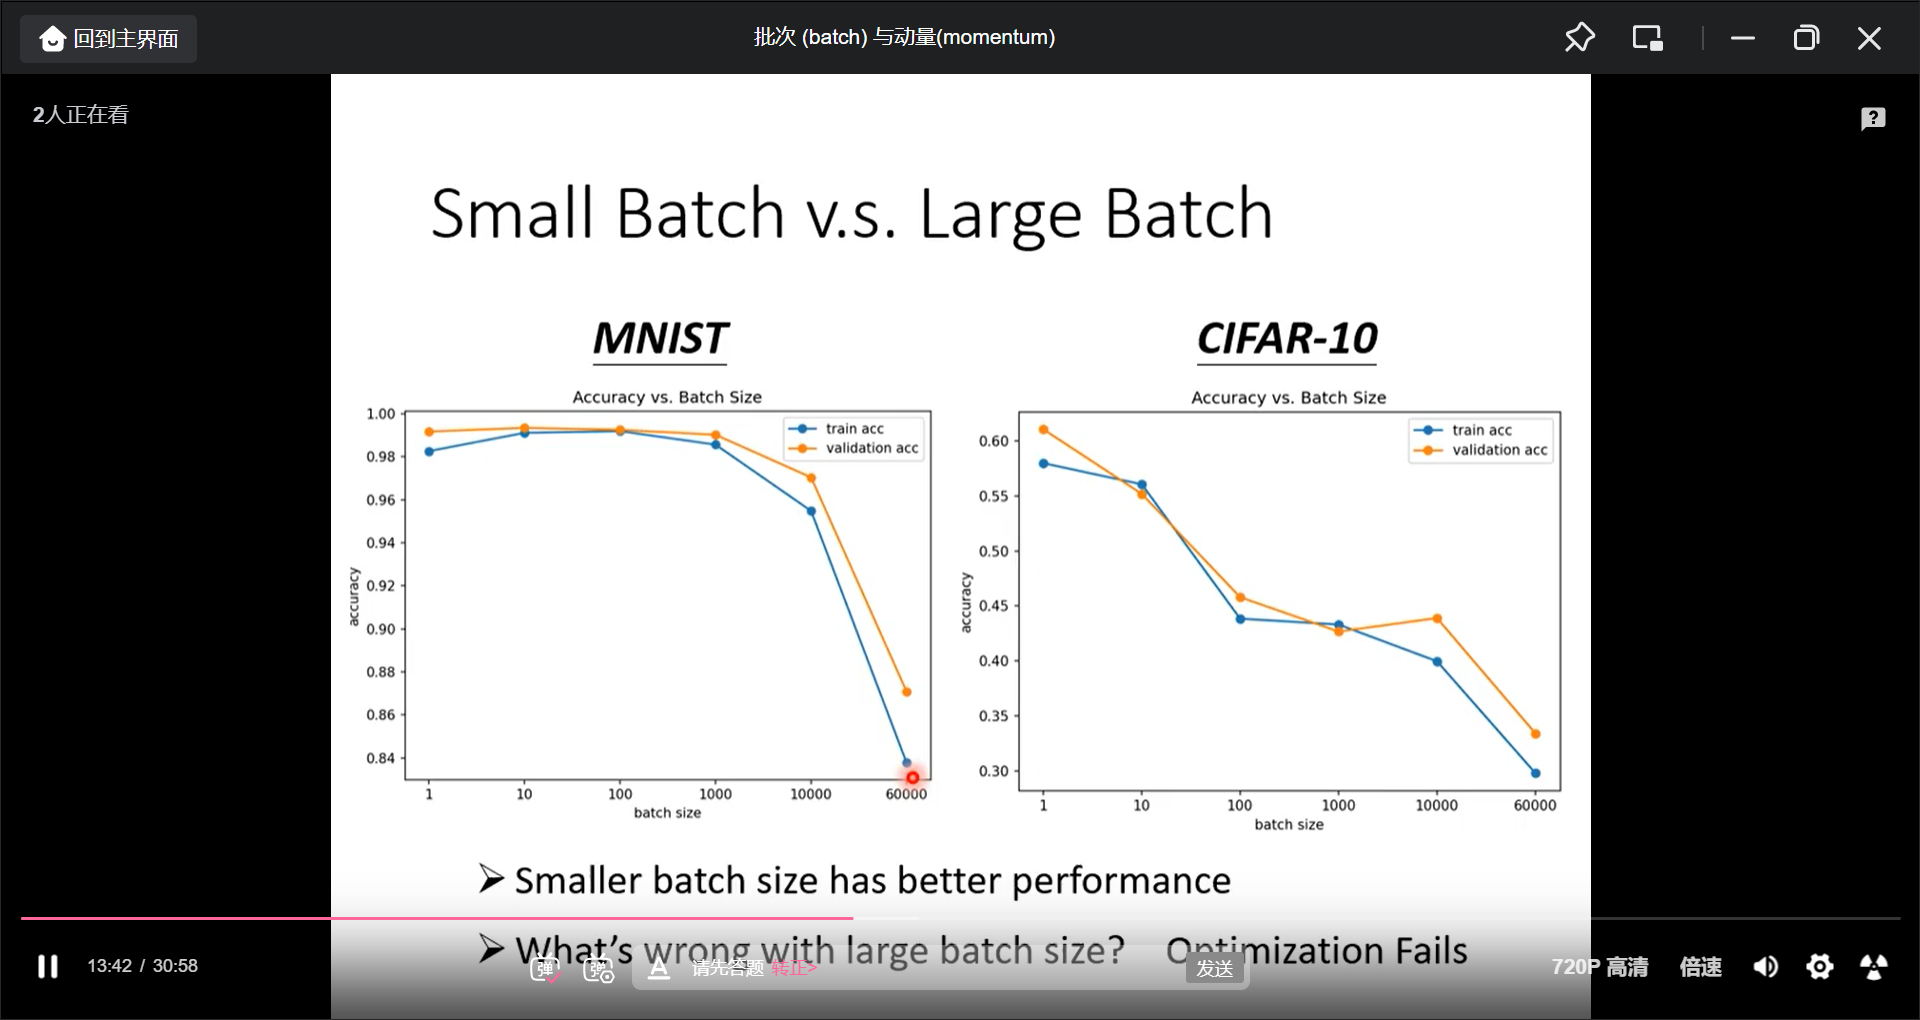 回到主界面
批次 (batch) 与动量(momentum)
2人正在看
Small Batch v.s. Large Batch
MNIST
CIFAR-10
Accuracy vs. Batch Size
train acc
validation acc
accuracy
1.00
0.98
0.96
0.94
0.92
0.90
0.88
0.86
0.84
1 10 100 1000 10000 60000
batch size
Accuracy vs. Batch Size
train acc
validation acc
accuracy
0.60
0.55
0.50
0.45
0.40
0.35
0.30
1 10 100 1000 10000 60000
batch size
➢ Smaller batch size has better performance
➢ What's wrong with large batch size? Optimization Fails
13:42 / 30:58
弹 弹 A 请先答题 转正> 发送
720P 高清 倍速